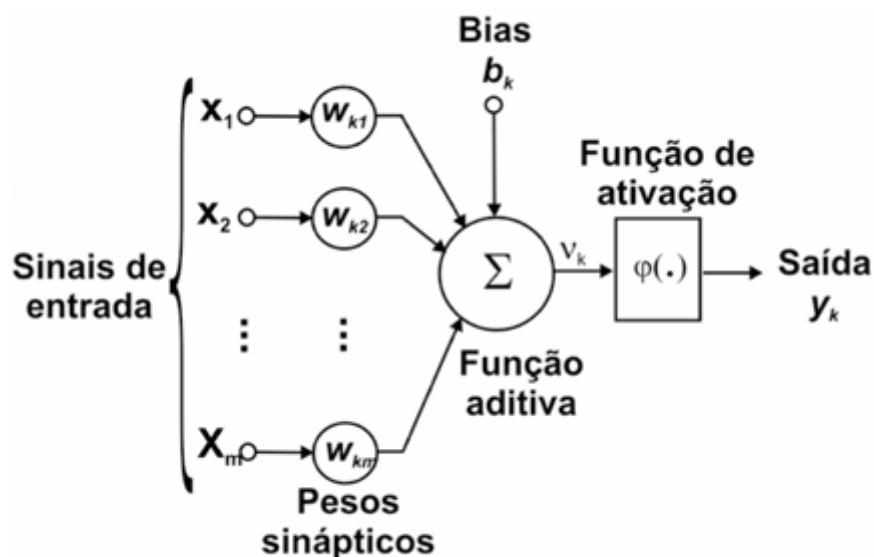 Bias
b_k
x_1
w_k1
Função de
ativação
x_2
w_k2
Sinais de
entrada
Σ
v_k
φ(.)
Saída
y_k
⋮ ⋮
Função
aditiva
X_m
w_km
Pesos
sinápticos